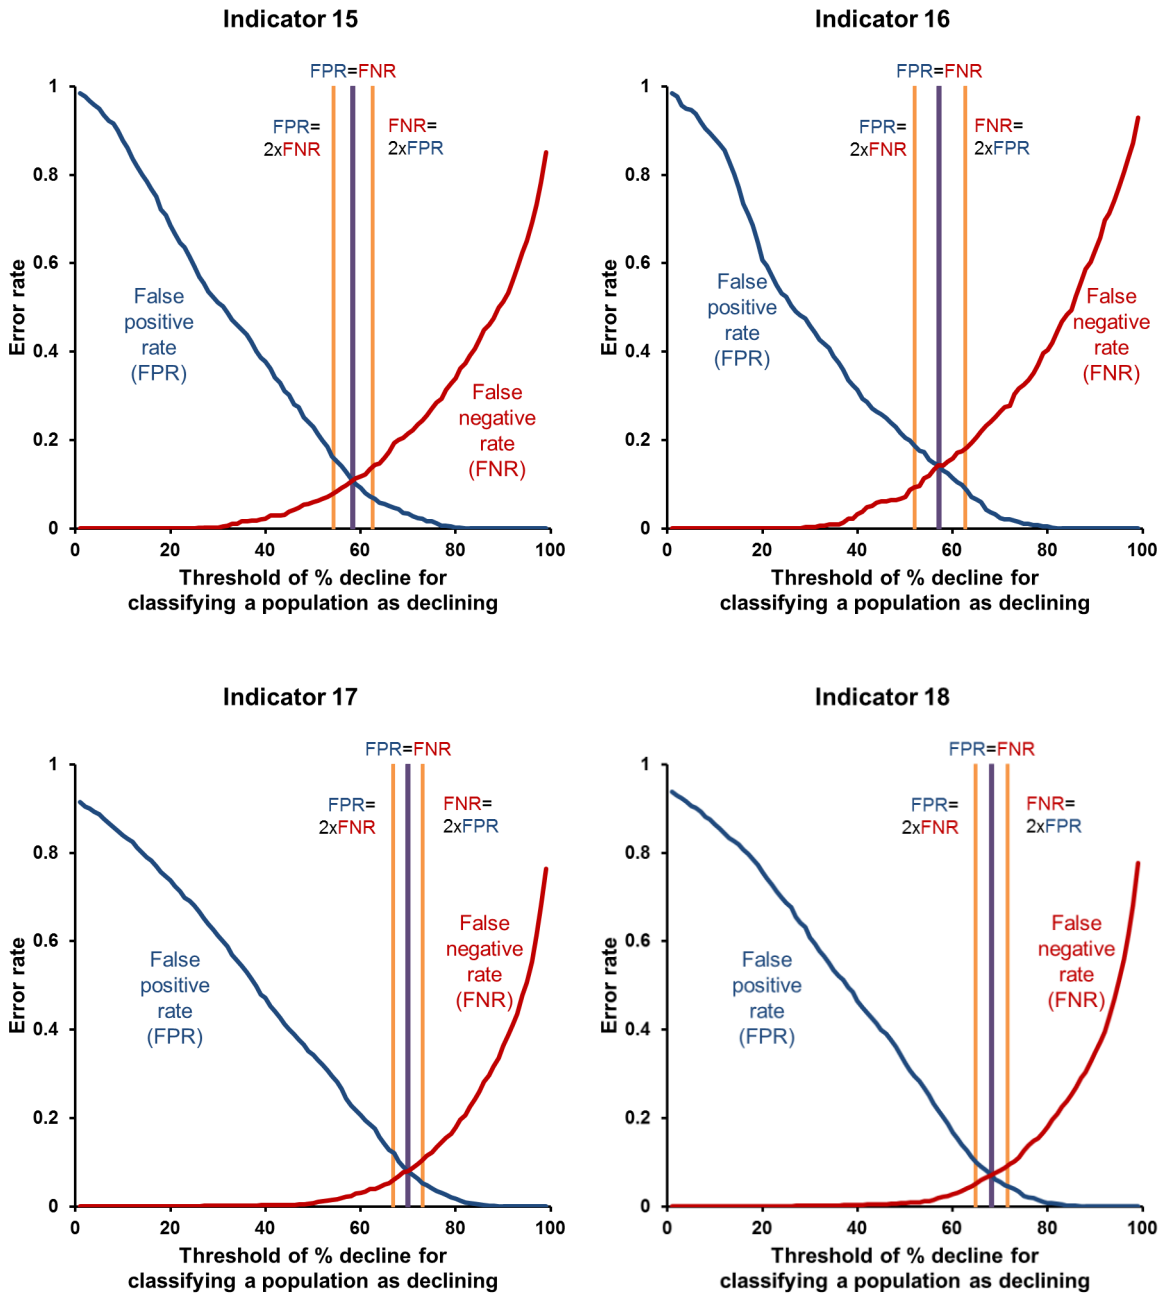 Indicator 15
FPR=FNR
FPR=
2xFNR
FNR=
2xFPR
1
0.8
0.6
0.4
0.2
0
Error rate
False
positive
rate
(FPR)
False
negative
rate
(FNR)
0 20 40 60 80 100
Threshold of % decline for
classifying a population as declining
Indicator 16
FPR=FNR
FPR=
2xFNR
FNR=
2xFPR
1
0.8
0.6
0.4
0.2
0
Error rate
False
positive
rate
(FPR)
False
negative
rate
(FNR)
0 20 40 60 80 100
Threshold of % decline for
classifying a population as declining
Indicator 17
FPR=FNR
FPR=
2xFNR
FNR=
2xFPR
1
0.8
0.6
0.4
0.2
0
Error rate
False
positive
rate
(FPR)
False
negative
rate
(FNR)
0 20 40 60 80 100
Threshold of % decline for
classifying a population as declining
Indicator 18
FPR=FNR
FPR=
2xFNR
FNR=
2xFPR
1
0.8
0.6
0.4
0.2
0
Error rate
False
positive
rate
(FPR)
False
negative
rate
(FNR)
0 20 40 60 80 100
Threshold of % decline for
classifying a population as declining